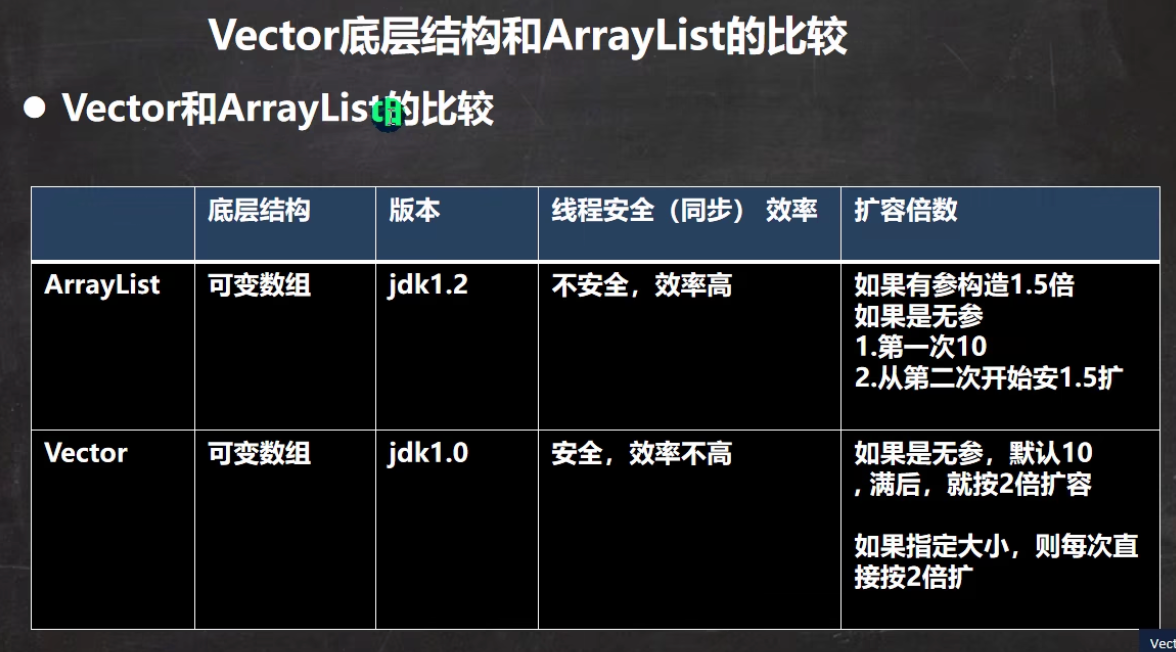 Vector底层结构和ArrayList的比较
Vector和ArrayList的比较
底层结构
版本
线程安全（同步） 效率
扩容倍数
ArrayList
可变数组
jdk1.2
不安全，效率高
如果有参构造1.5倍
如果是无参
1.第一次10
2.从第二次开始安1.5扩
Vector
可变数组
jdk1.0
安全，效率不高
如果是无参，默认10
, 满后，就按2倍扩容
如果指定大小，则每次直
接按2倍扩
Vect